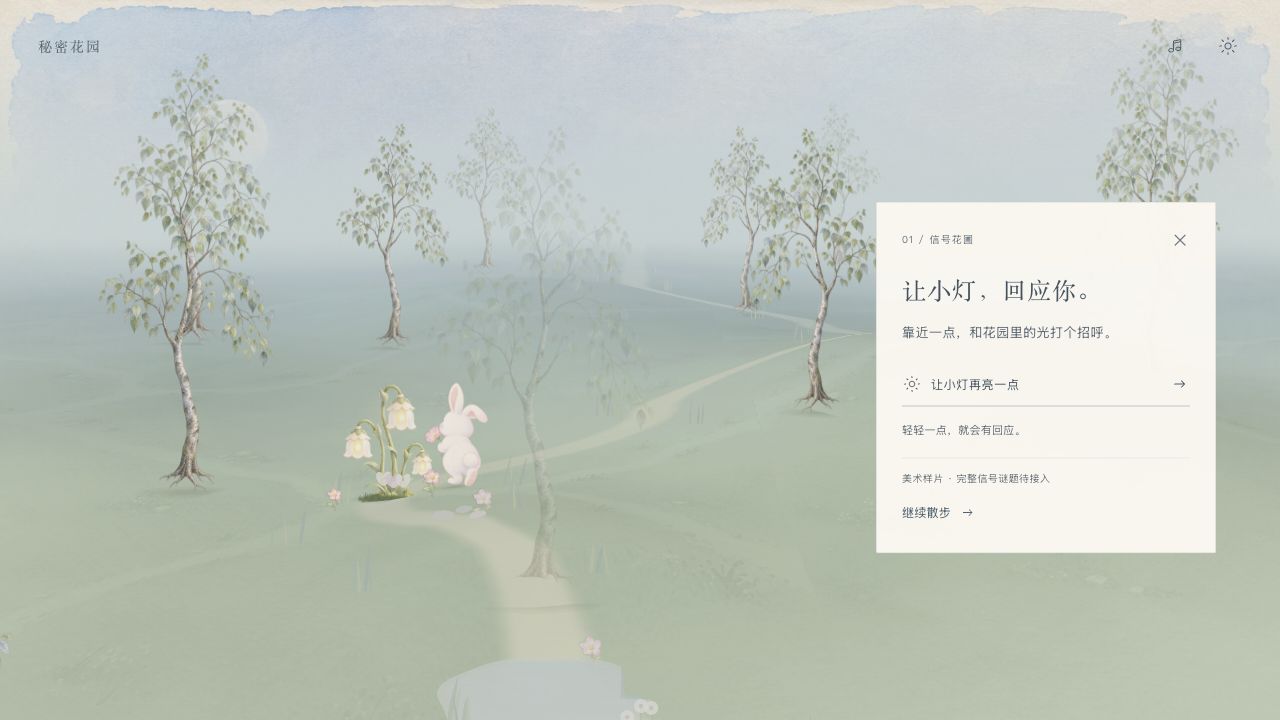 秘密花园
01 / 信号花圃
让小灯，回应你。
靠近一点，和花园里的光打个招呼。
让小灯再亮一点
轻轻一点，就会有回应。
美术样片 · 完整信号谜题待接入
继续散步